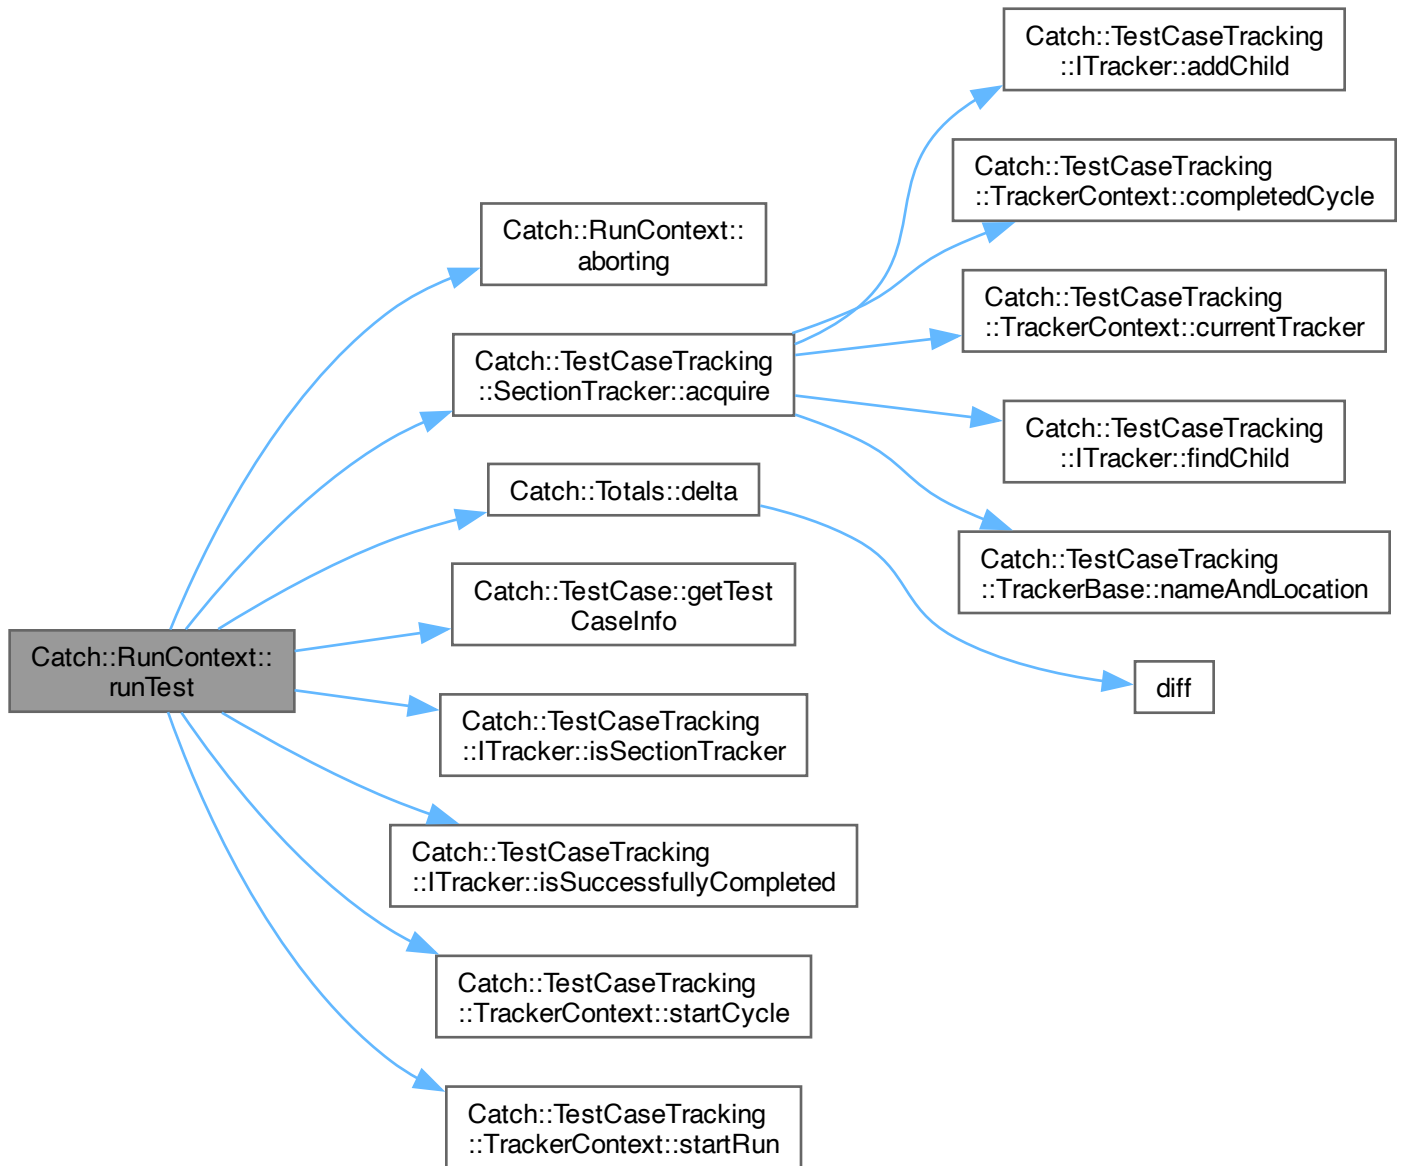 Catch::TestCaseTracking
::ITracker::addChild
Catch::TestCaseTracking
::TrackerContext::completedCycle
Catch::RunContext::
aborting
Catch::TestCaseTracking
::TrackerContext::currentTracker
Catch::TestCaseTracking
::SectionTracker::acquire
Catch::TestCaseTracking
::ITracker::findChild
Catch::Totals::delta
Catch::TestCaseTracking
::TrackerBase::nameAndLocation
Catch::TestCase::getTest
CaseInfo
Catch::RunContext::
runTest
diff
Catch::TestCaseTracking
::ITracker::isSectionTracker
Catch::TestCaseTracking
::ITracker::isSuccessfullyCompleted
Catch::TestCaseTracking
::TrackerContext::startCycle
Catch::TestCaseTracking
::TrackerContext::startRun